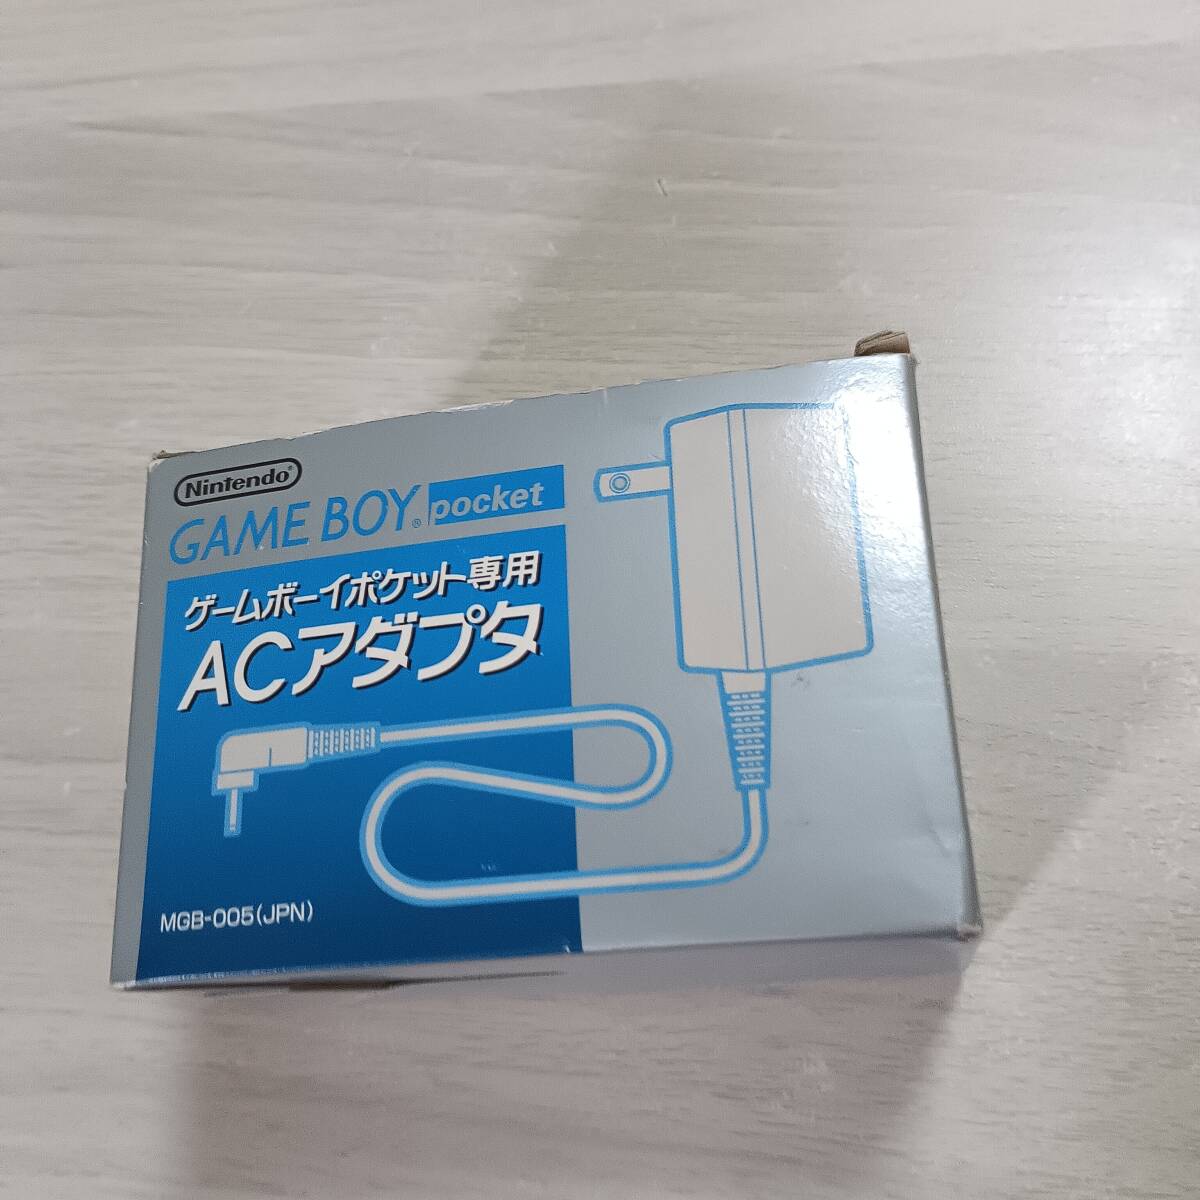 Nintendo®
GAME BOY® pocket
ゲームボーイポケット専用
ACアダプタ
MGB-005(JPN)